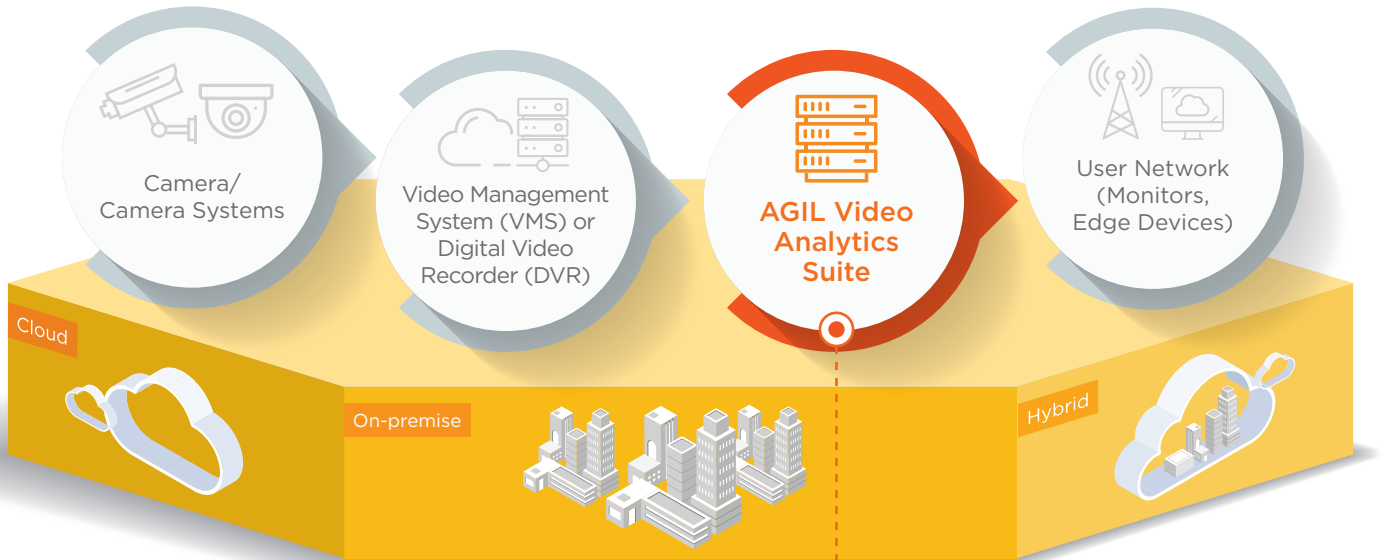 Camera/
Camera Systems
Video Management
System (VMS) or
Digital Video
Recorder (DVR)
AGIL Video
Analytics
Suite
User Network
(Monitors,
Edge Devices)
Cloud
On-premise
Hybrid